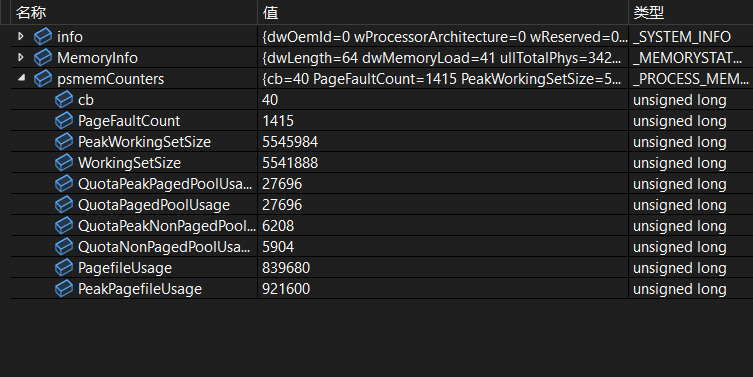 名称 值 类型
info {dwOemId=0 wProcessorArchitecture=0 wReserved=0... _SYSTEM_INFO
MemoryInfo {dwLength=64 dwMemoryLoad=41 ullTotalPhys=342... _MEMORYSTAT...
psmemCounters {cb=40 PageFaultCount=1415 PeakWorkingSetSize=5... _PROCESS_MEM...
cb 40 unsigned long
PageFaultCount 1415 unsigned long
PeakWorkingSetSize 5545984 unsigned long
WorkingSetSize 5541888 unsigned long
QuotaPeakPagedPoolUsa... 27696 unsigned long
QuotaPagedPoolUsage 27696 unsigned long
QuotaPeakNonPagedPool... 6208 unsigned long
QuotaNonPagedPoolUsa... 5904 unsigned long
PagefileUsage 839680 unsigned long
PeakPagefileUsage 921600 unsigned long